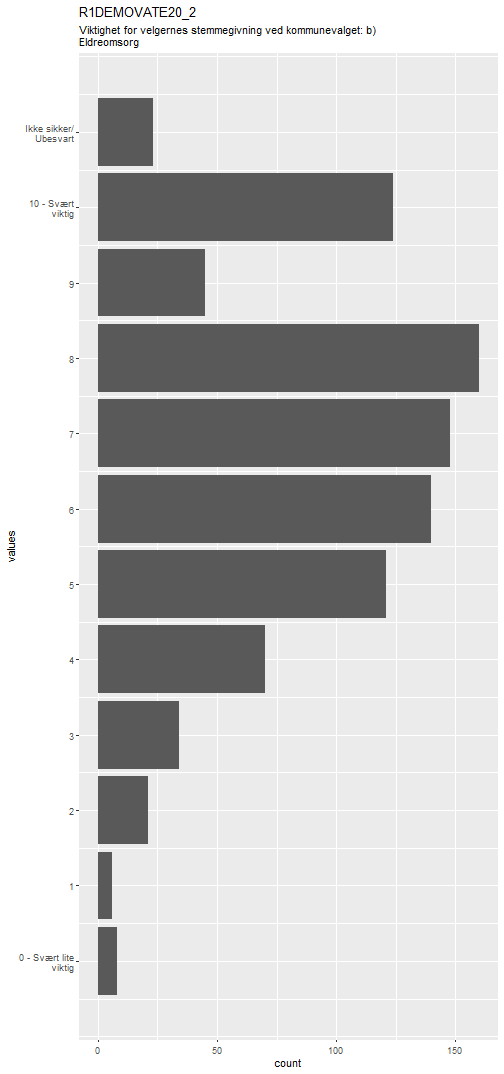 R1DEMOVATE20_2
Viktighet for velgernes stemmegivning ved kommunevalget: b)
Eldreomsorg
Ikke sikker/
Ubesvart
10 - Svært
viktig
9
8
7
6
5
4
3
2
1
0 - Svært lite
viktig
values
0
50
100
150
count